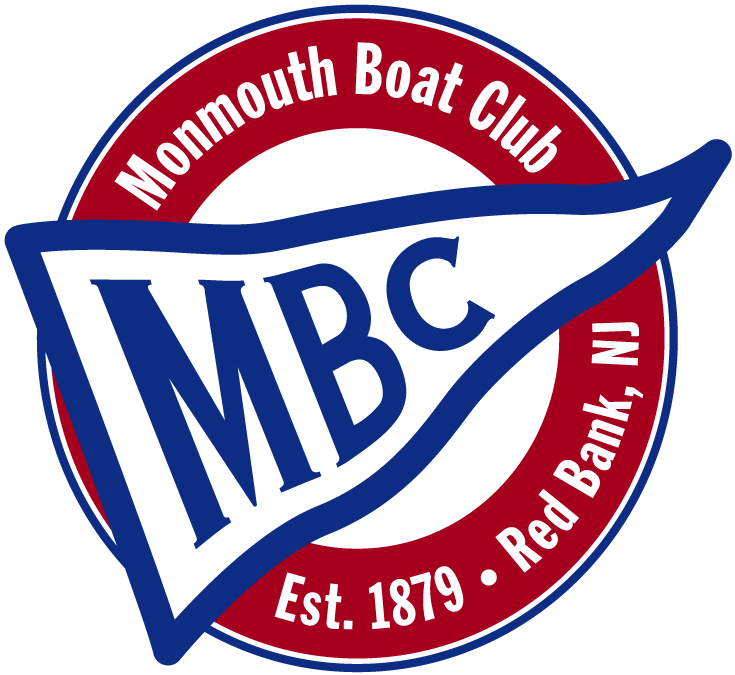 Monmouth Boat Club
MBC
Est. 1879 • Red Bank, NJ